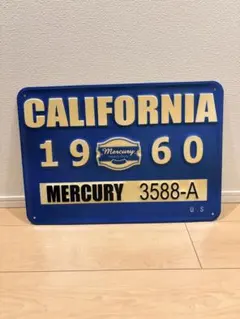 CALIFORNIA
19 Mercury 60
MERCURY 3588-A
U S